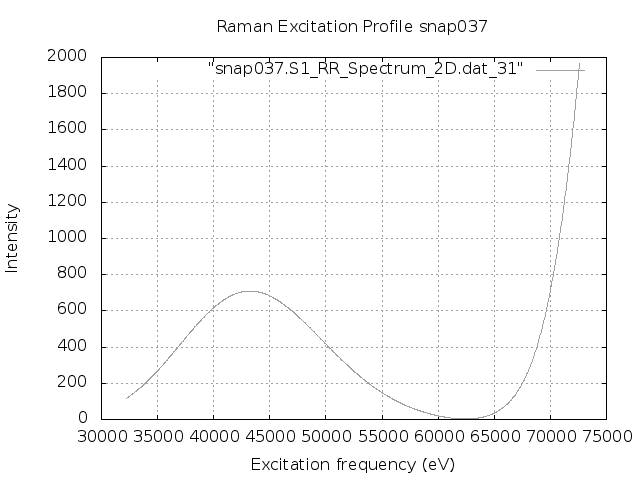 Raman Excitation Profile snap037
"snap037.S1_RR_Spectrum_2D.dat_31"
2000
1800
1600
1400
1200
1000
800
600
400
200
0
Intensity
30000 35000 40000 45000 50000 55000 60000 65000 70000 75000
Excitation frequency (eV)